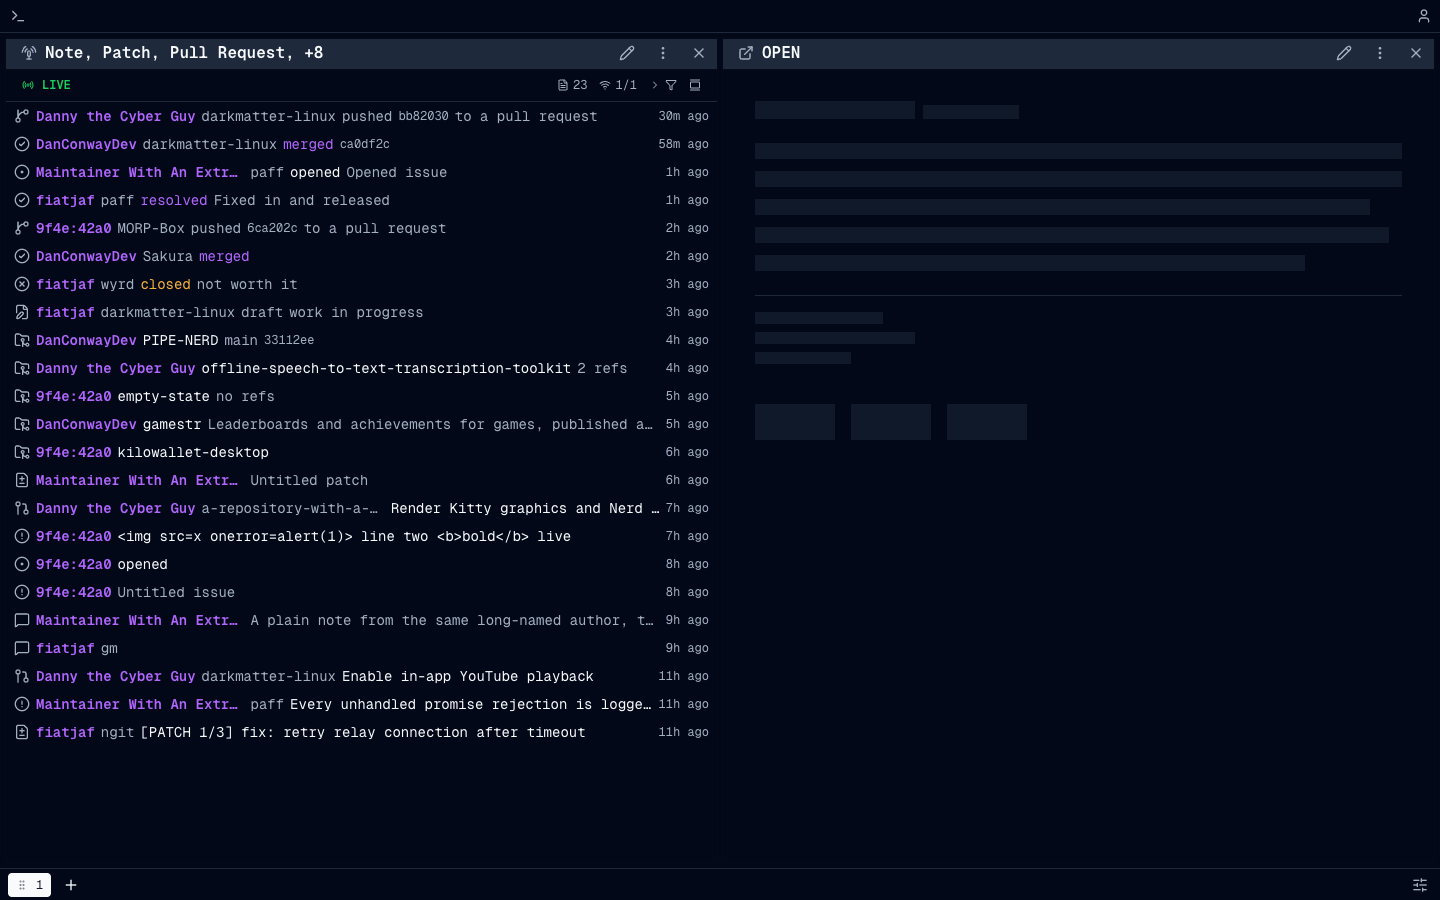 Note, Patch, Pull Request, +8
LIVE
23
1/1
Danny the Cyber Guy darkmatter-linux pushed bb82030 to a pull request 30m ago
DanConwayDev darkmatter-linux merged ca0df2c 58m ago
Maintainer With An Extr… paff opened Opened issue 1h ago
fiatjaf paff resolved Fixed in and released 1h ago
9f4e:42a0 MORP-Box pushed 6ca202c to a pull request 2h ago
DanConwayDev Sakura merged 2h ago
fiatjaf wyrd closed not worth it 3h ago
fiatjaf darkmatter-linux draft work in progress 3h ago
DanConwayDev PIPE-NERD main 33112ee 4h ago
Danny the Cyber Guy offline-speech-to-text-transcription-toolkit 2 refs 4h ago
9f4e:42a0 empty-state no refs 5h ago
DanConwayDev gamestr Leaderboards and achievements for games, published a… 5h ago
9f4e:42a0 kilowallet-desktop 6h ago
Maintainer With An Extr… Untitled patch 6h ago
Danny the Cyber Guy a-repository-with-a-… Render Kitty graphics and Nerd … 7h ago
9f4e:42a0 <img src=x onerror=alert(1)> line two <b>bold</b> live 7h ago
9f4e:42a0 opened 8h ago
9f4e:42a0 Untitled issue 8h ago
Maintainer With An Extr… A plain note from the same long-named author, t… 9h ago
fiatjaf gm 9h ago
Danny the Cyber Guy darkmatter-linux Enable in-app YouTube playback 11h ago
Maintainer With An Extr… paff Every unhandled promise rejection is logge… 11h ago
fiatjaf ngit [PATCH 1/3] fix: retry relay connection after timeout 11h ago
OPEN
1